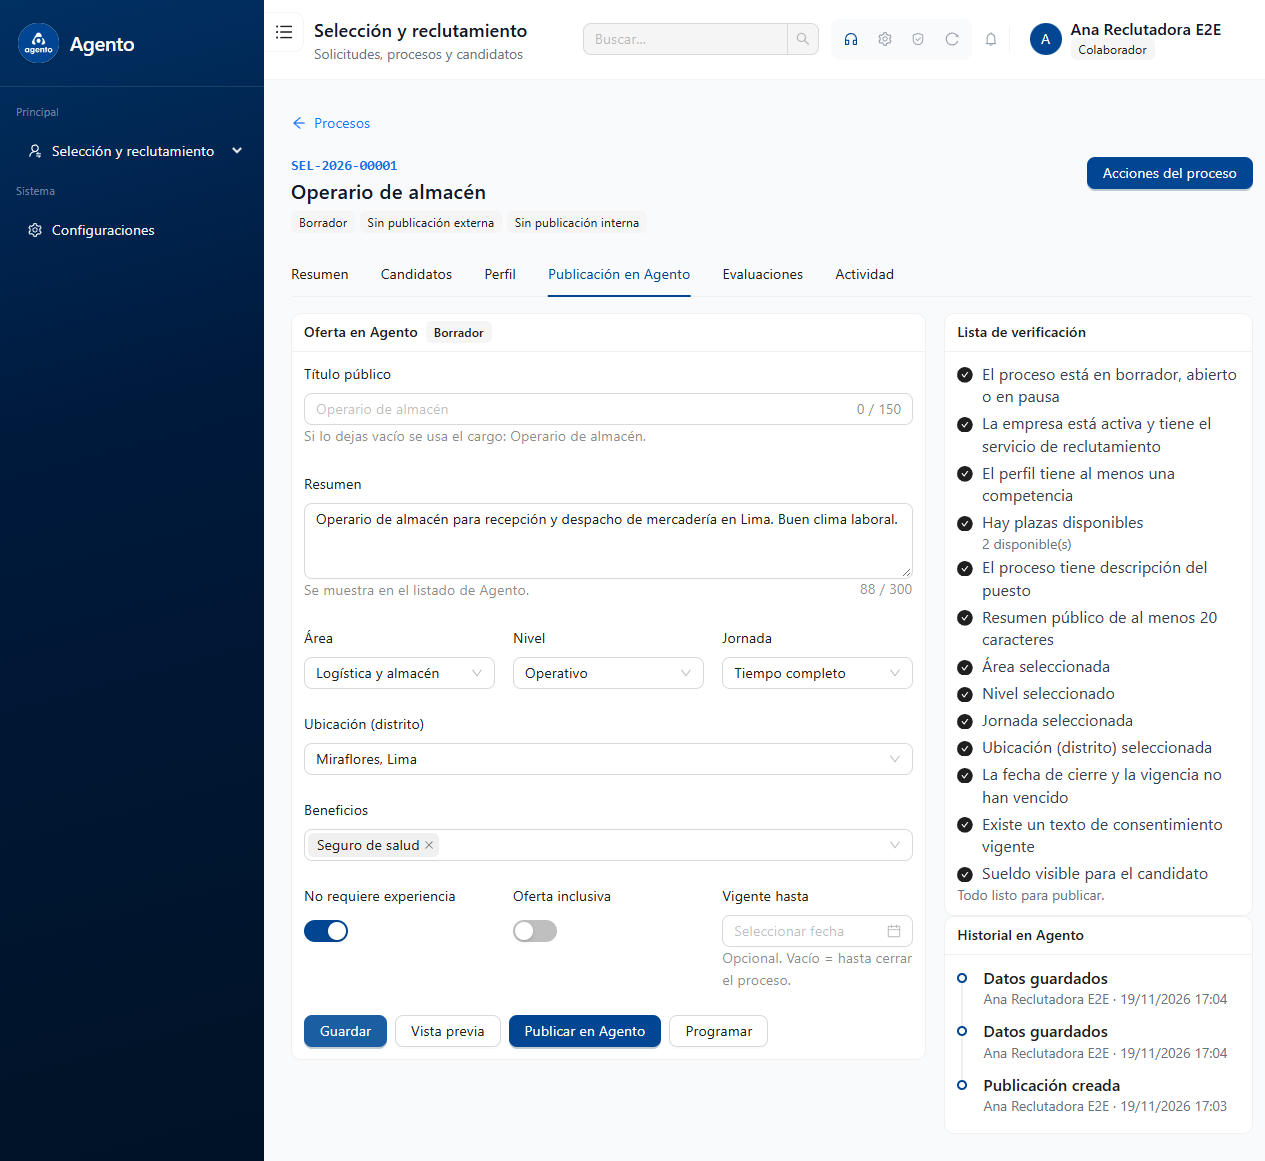 agento
Agento
Principal
Selección y reclutamiento
Sistema
Configuraciones
Selección y reclutamiento
Solicitudes, procesos y candidatos
Buscar...
A
Ana Reclutadora E2E
Colaborador
Procesos
SEL-2026-00001
Operario de almacén
Borrador
Sin publicación externa
Sin publicación interna
Acciones del proceso
Resumen
Candidatos
Perfil
Publicación en Agento
Evaluaciones
Actividad
Oferta en Agento
Borrador
Título público
Operario de almacén
0 / 150
Si lo dejas vacío se usa el cargo: Operario de almacén.
Resumen
Operario de almacén para recepción y despacho de mercadería en Lima. Buen clima laboral.
Se muestra en el listado de Agento.
88 / 300
Área
Nivel
Jornada
Logística y almacén
Operativo
Tiempo completo
Ubicación (distrito)
Miraflores, Lima
Beneficios
Seguro de salud
No requiere experiencia
Oferta inclusiva
Vigente hasta
Seleccionar fecha
Opcional. Vacío = hasta cerrar
el proceso.
Guardar
Vista previa
Publicar en Agento
Programar
Lista de verificación
El proceso está en borrador, abierto
o en pausa
La empresa está activa y tiene el
servicio de reclutamiento
El perfil tiene al menos una
competencia
Hay plazas disponibles
2 disponible(s)
El proceso tiene descripción del
puesto
Resumen público de al menos 20
caracteres
Área seleccionada
Nivel seleccionado
Jornada seleccionada
Ubicación (distrito) seleccionada
La fecha de cierre y la vigencia no
han vencido
Existe un texto de consentimiento
vigente
Sueldo visible para el candidato
Todo listo para publicar.
Historial en Agento
Datos guardados
Ana Reclutadora E2E · 19/11/2026 17:04
Datos guardados
Ana Reclutadora E2E · 19/11/2026 17:04
Publicación creada
Ana Reclutadora E2E · 19/11/2026 17:03